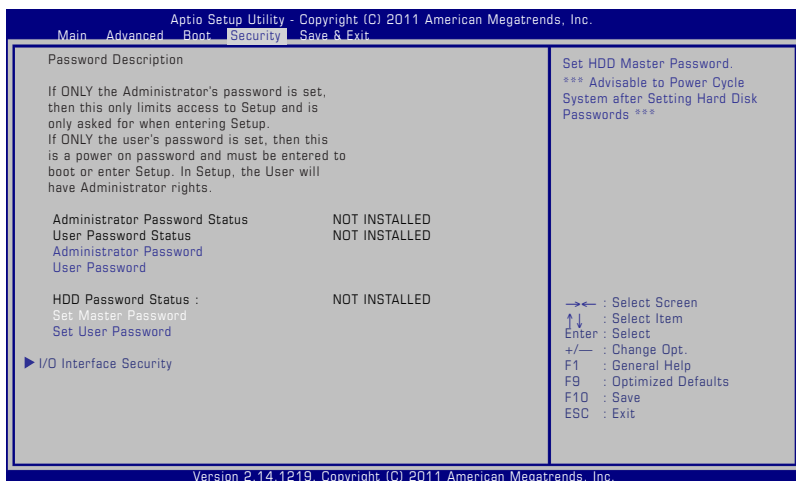 Aptio Setup Utility - Copyright (C) 2011 American Megatrends, Inc.
Main Advanced Boot Security Save & Exit
Password Description
If ONLY the Administrator's password is set,
then this only limits access to Setup and is
only asked for when entering Setup.
If ONLY the user's password is set, then this
is a power on password and must be entered to
boot or enter Setup. In Setup, the User will
have Administrator rights.
Administrator Password Status NOT INSTALLED
User Password Status NOT INSTALLED
Administrator Password
User Password
HDD Password Status : NOT INSTALLED
Set Master Password
Set User Password
I/O Interface Security
Set HDD Master Password.
*** Advisable to Power Cycle
System after Setting Hard Disk
Passwords ***
→← : Select Screen
↑↓ : Select Item
Enter : Select
+/— : Change Opt.
F1 : General Help
F9 : Optimized Defaults
F10 : Save
ESC : Exit
Version 2.14.1219. Copyright (C) 2011 American Megatrends, Inc.